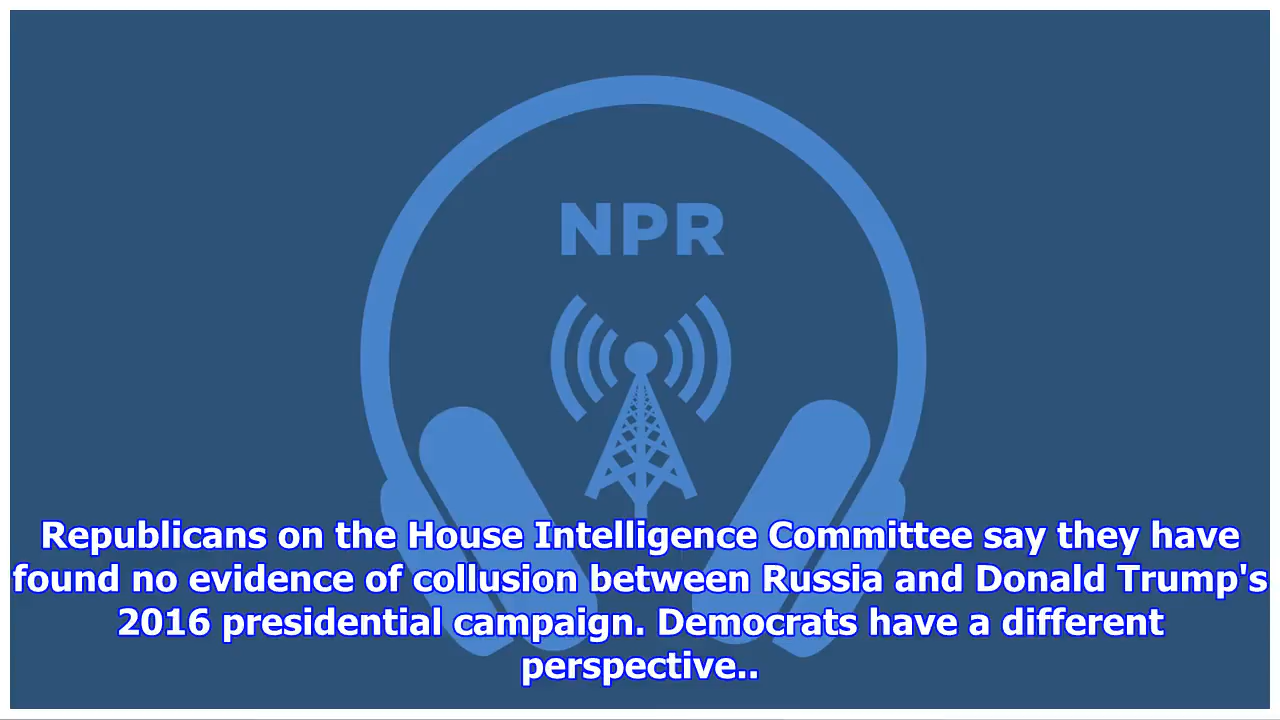 NPR
Republicans on the House Intelligence Committee say they have
found no evidence of collusion between Russia and Donald Trump's
2016 presidential campaign. Democrats have a different
perspective..